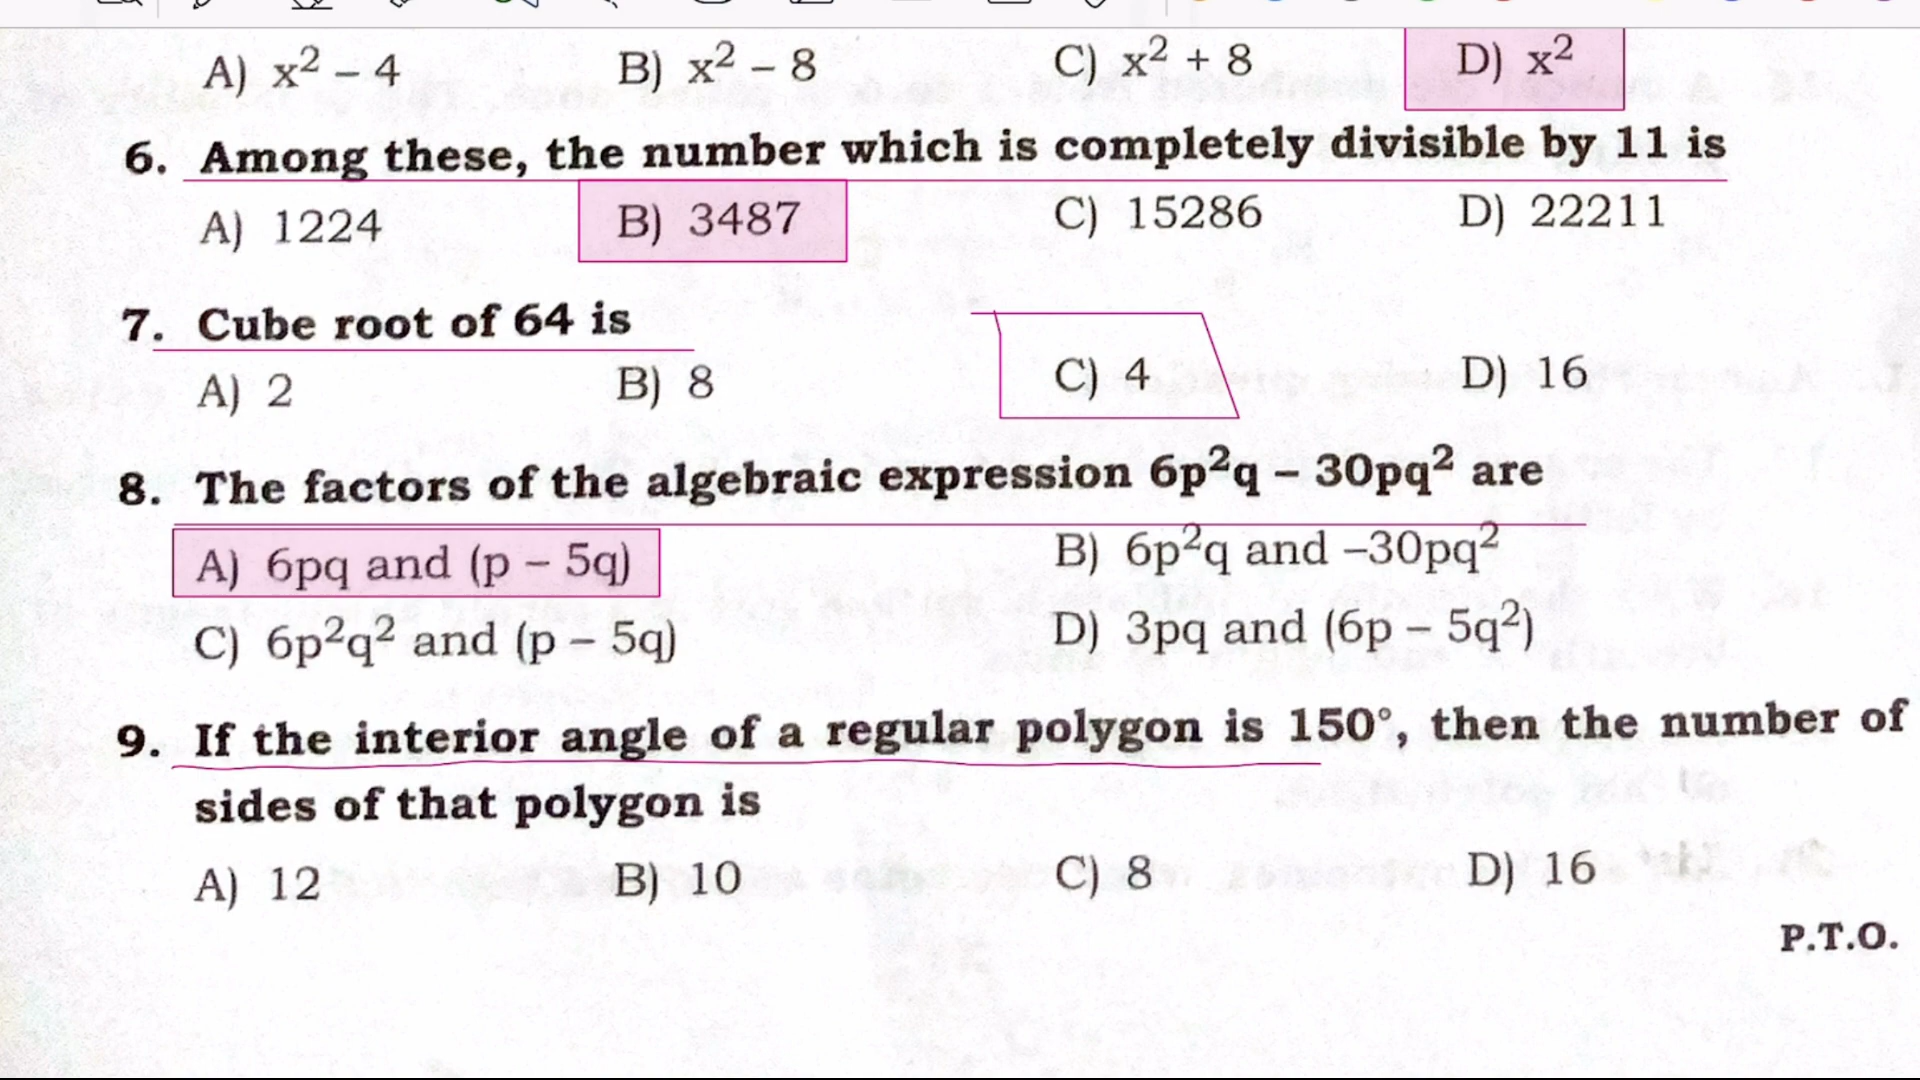 A) x² – 4 B) x² – 8 C) x² + 8 D) x²
6. Among these, the number which is completely divisible by 11 is
A) 1224 B) 3487 C) 15286 D) 22211
7. Cube root of 64 is
A) 2 B) 8 C) 4 D) 16
8. The factors of the algebraic expression 6p²q – 30pq² are
A) 6pq and (p – 5q) B) 6p²q and –30pq²
C) 6p²q² and (p – 5q) D) 3pq and (6p – 5q²)
9. If the interior angle of a regular polygon is 150°, then the number of
sides of that polygon is
A) 12 B) 10 C) 8 D) 16
P.T.O.